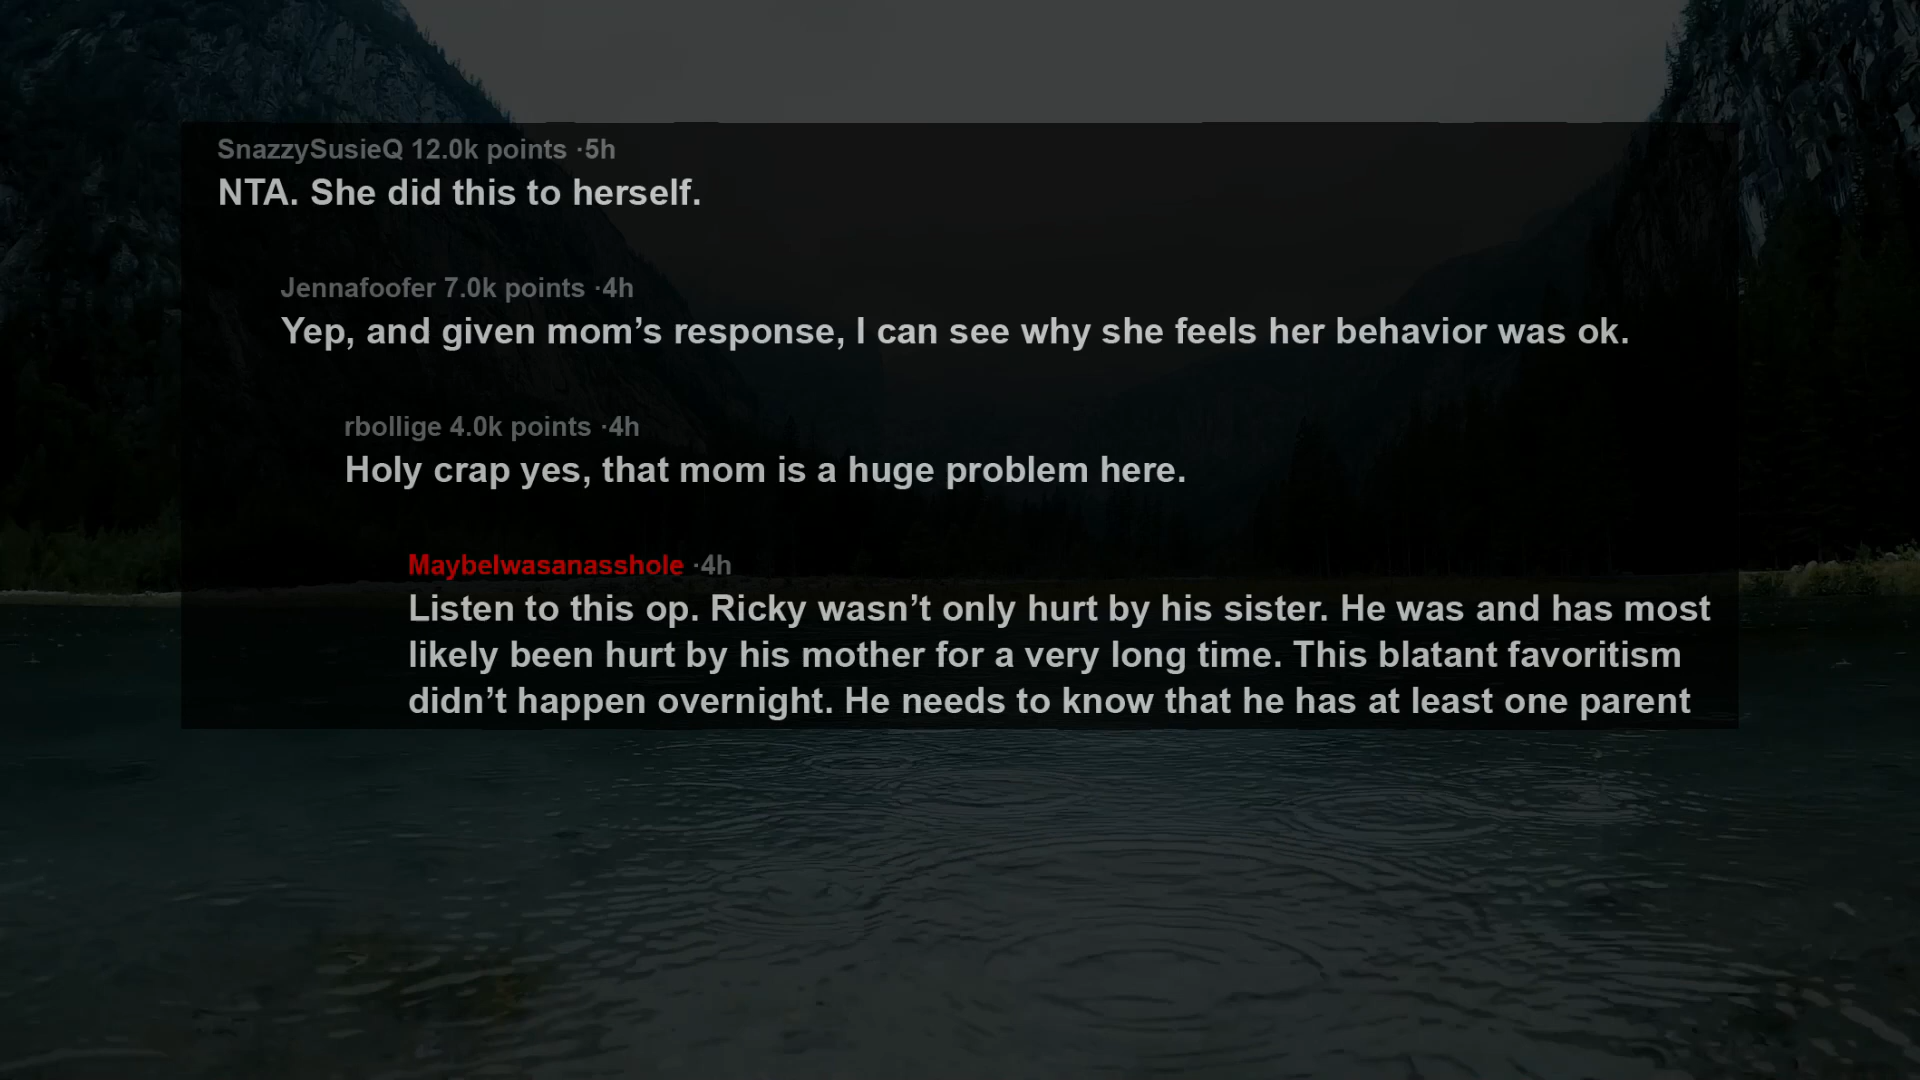 SnazzySusieQ 12.0k points ·5h
NTA. She did this to herself.
Jennafoofer 7.0k points ·4h
Yep, and given mom’s response, I can see why she feels her behavior was ok.
rbollige 4.0k points ·4h
Holy crap yes, that mom is a huge problem here.
MaybeIwasanasshole ·4h
Listen to this op. Ricky wasn’t only hurt by his sister. He was and has most
likely been hurt by his mother for a very long time. This blatant favoritism
didn’t happen overnight. He needs to know that he has at least one parent